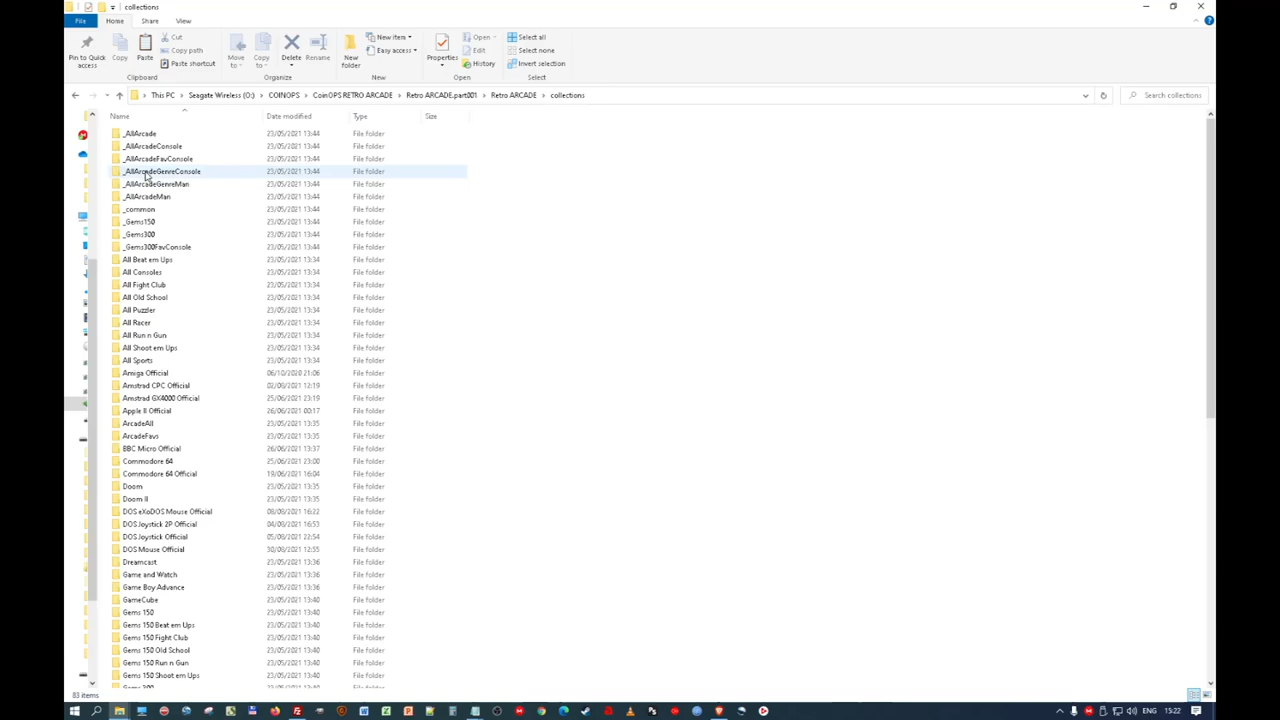 collections
File Home Share View
Cut
Copy path
Paste shortcut
Pin to Quick access
Copy
Paste
Clipboard
Move to
Copy to
Delete
Rename
Organize
New folder
New item
Easy access
New
Properties
Open
Edit
History
Open
Select all
Select none
Invert selection
Select
This PC > Seagate Wireless (O:) > COINOPS > CoinOPS RETRO ARCADE > Retro ARCADE.part001 > Retro ARCADE > collections
Search collections
Name Date modified Type Size
_AllArcade 23/05/2021 13:44 File folder
_AllArcadeConsole 23/05/2021 13:44 File folder
_AllArcadeFavConsole 23/05/2021 13:44 File folder
_AllArcadeGenreConsole 23/05/2021 13:44 File folder
_AllArcadeGenreMan 23/05/2021 13:44 File folder
_AllArcadeMan 23/05/2021 13:44 File folder
_common 23/05/2021 13:44 File folder
_Gems150 23/05/2021 13:44 File folder
_Gems300 23/05/2021 13:44 File folder
_Gems300FavConsole 23/05/2021 13:44 File folder
All Beat em Ups 23/05/2021 13:34 File folder
All Consoles 23/05/2021 13:34 File folder
All Fight Club 23/05/2021 13:34 File folder
All Old School 23/05/2021 13:34 File folder
All Puzzler 23/05/2021 13:34 File folder
All Racer 23/05/2021 13:34 File folder
All Run n Gun 23/05/2021 13:34 File folder
All Shoot em Ups 23/05/2021 13:34 File folder
All Sports 23/05/2021 13:34 File folder
Amiga Official 06/10/2020 21:06 File folder
Amstrad CPC Official 02/08/2021 12:19 File folder
Amstrad GX4000 Official 25/06/2021 23:19 File folder
Apple II Official 26/06/2021 00:17 File folder
ArcadeAll 23/05/2021 13:35 File folder
ArcadeFavs 23/05/2021 13:35 File folder
BBC Micro Official 26/06/2021 13:37 File folder
Commodore 64 25/06/2021 23:00 File folder
Commodore 64 Official 19/06/2021 16:04 File folder
Doom 23/05/2021 13:35 File folder
Doom II 23/05/2021 13:35 File folder
DOS eXoDOS Mouse Official 08/08/2021 16:22 File folder
DOS Joystick 2P Official 04/08/2021 16:53 File folder
DOS Joystick Official 05/08/2021 22:54 File folder
DOS Mouse Official 30/08/2021 12:55 File folder
Dreamcast 23/05/2021 13:36 File folder
Game and Watch 23/05/2021 13:36 File folder
Game Boy Advance 23/05/2021 13:36 File folder
GameCube 23/05/2021 13:36 File folder
Gems 150 23/05/2021 13:40 File folder
Gems 150 Beat em Ups 23/05/2021 13:40 File folder
Gems 150 Fight Club 23/05/2021 13:40 File folder
Gems 150 Old School 23/05/2021 13:40 File folder
Gems 150 Run n Gun 23/05/2021 13:40 File folder
Gems 150 Shoot em Ups 23/05/2021 13:40 File folder
83 items
15:22